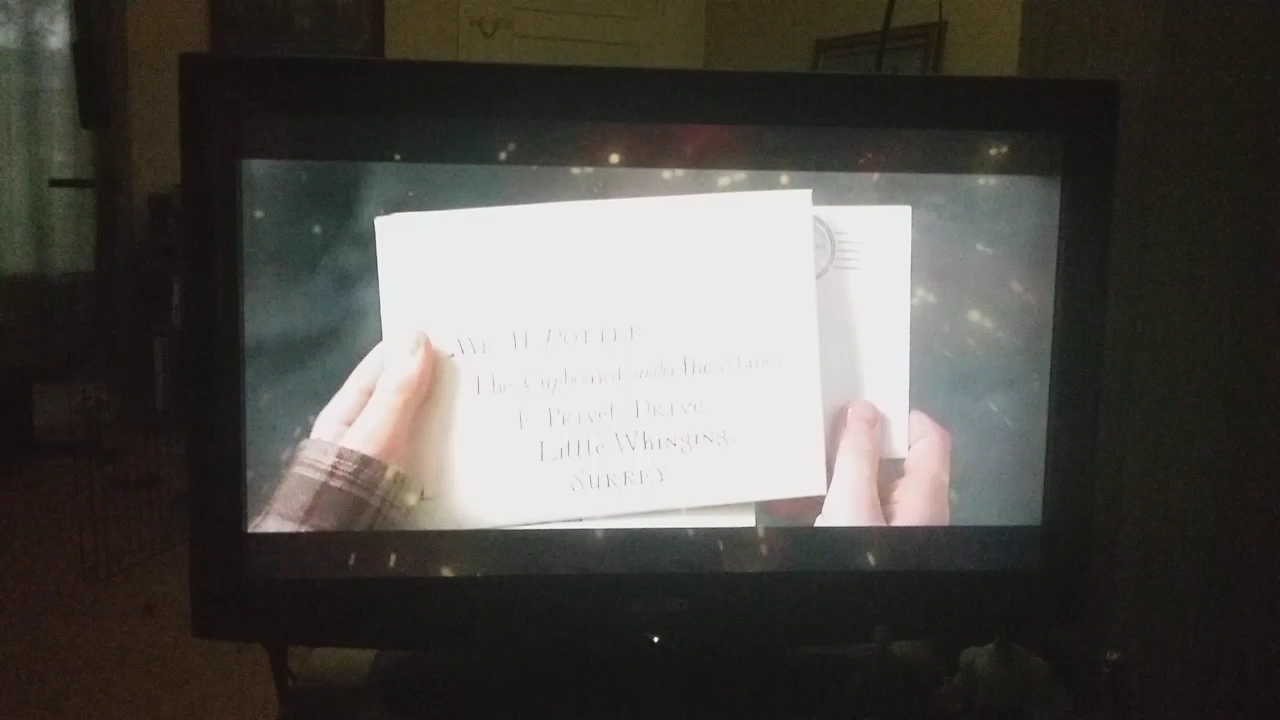 Mr H Potter
The Cupboard under the Stairs,
4 Privet Drive
Little Whinging,
SURREY